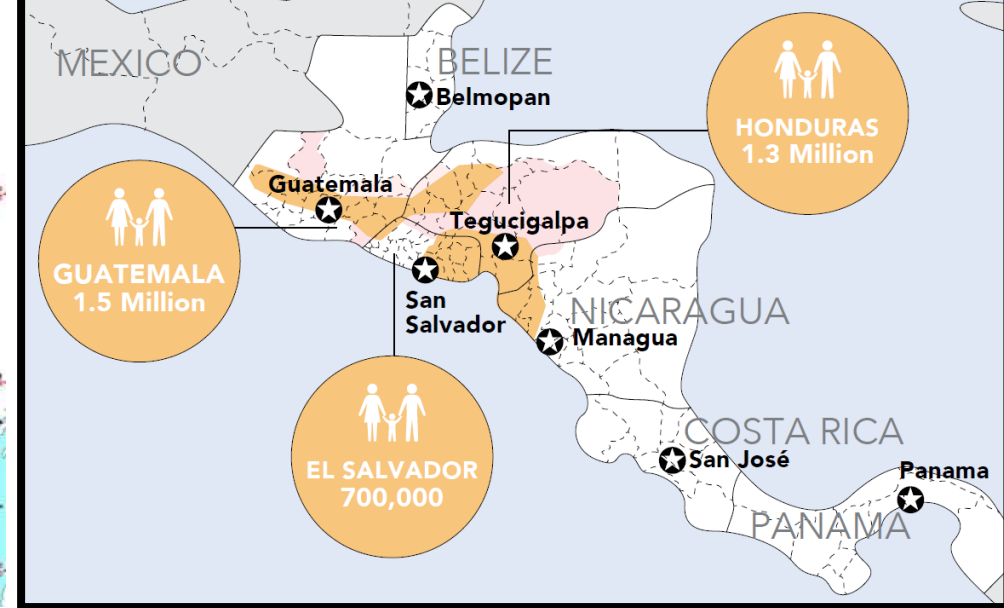 MEXICO
BELIZE
Belmopan
HONDURAS
1.3 Million
Guatemala
Tegucigalpa
GUATEMALA
1.5 Million
San
Salvador
NICARAGUA
Managua
EL SALVADOR
700,000
COSTA RICA
San José
Panama
PANAMA